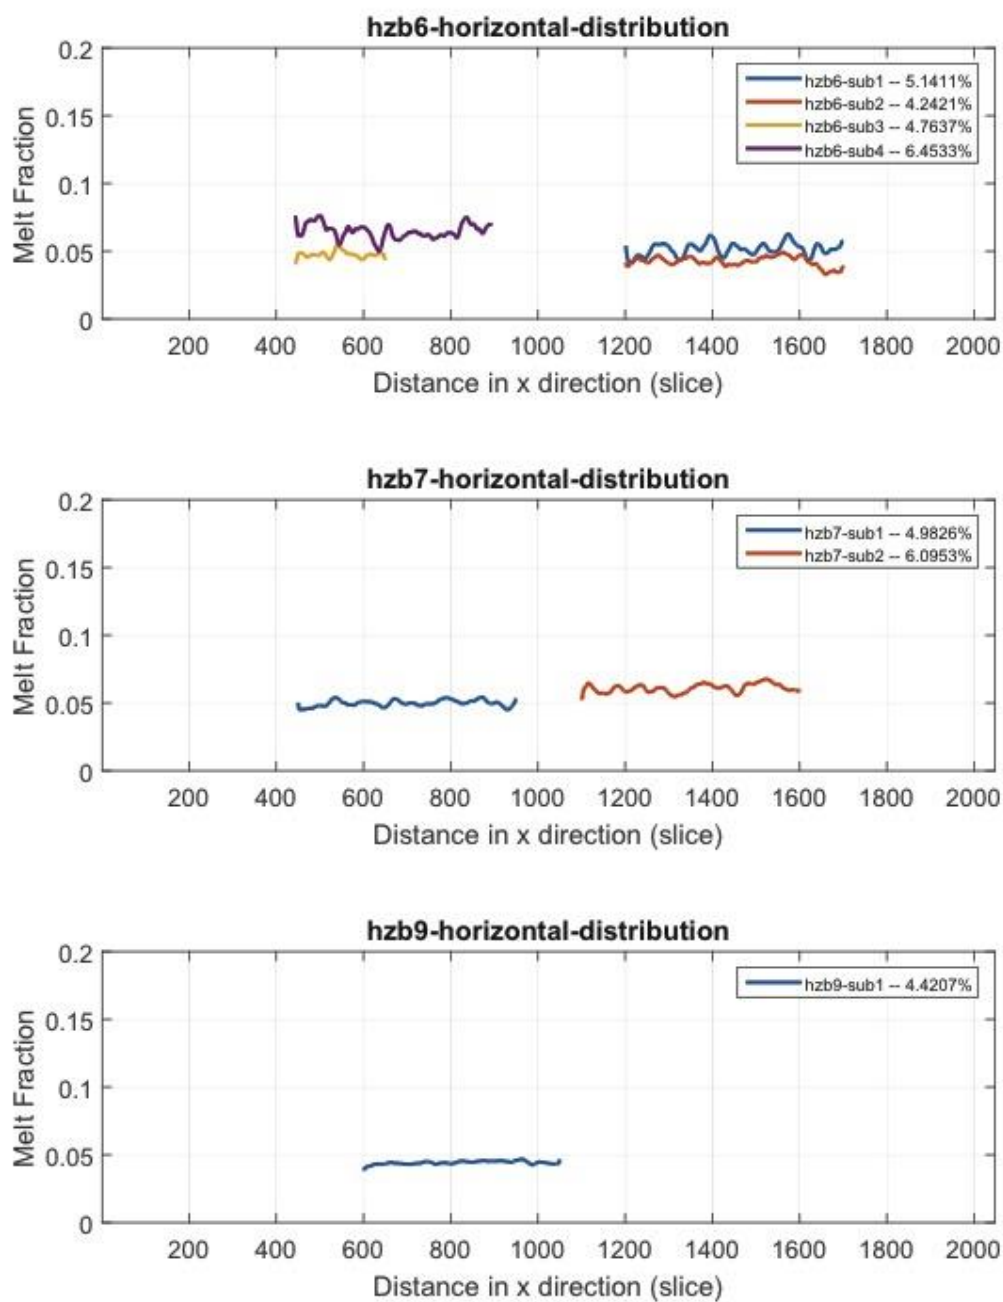 hzb6-horizontal-distribution
0.2
0.15
0.1
0.05
0
Melt Fraction
hzb6-sub1 -- 5.1411%
hzb6-sub2 -- 4.2421%
hzb6-sub3 -- 4.7637%
hzb6-sub4 -- 6.4533%
200 400 600 800 1000 1200 1400 1600 1800 2000
Distance in x direction (slice)
hzb7-horizontal-distribution
0.2
0.15
0.1
0.05
0
Melt Fraction
hzb7-sub1 -- 4.9826%
hzb7-sub2 -- 6.0953%
200 400 600 800 1000 1200 1400 1600 1800 2000
Distance in x direction (slice)
hzb9-horizontal-distribution
0.2
0.15
0.1
0.05
0
Melt Fraction
hzb9-sub1 -- 4.4207%
200 400 600 800 1000 1200 1400 1600 1800 2000
Distance in x direction (slice)